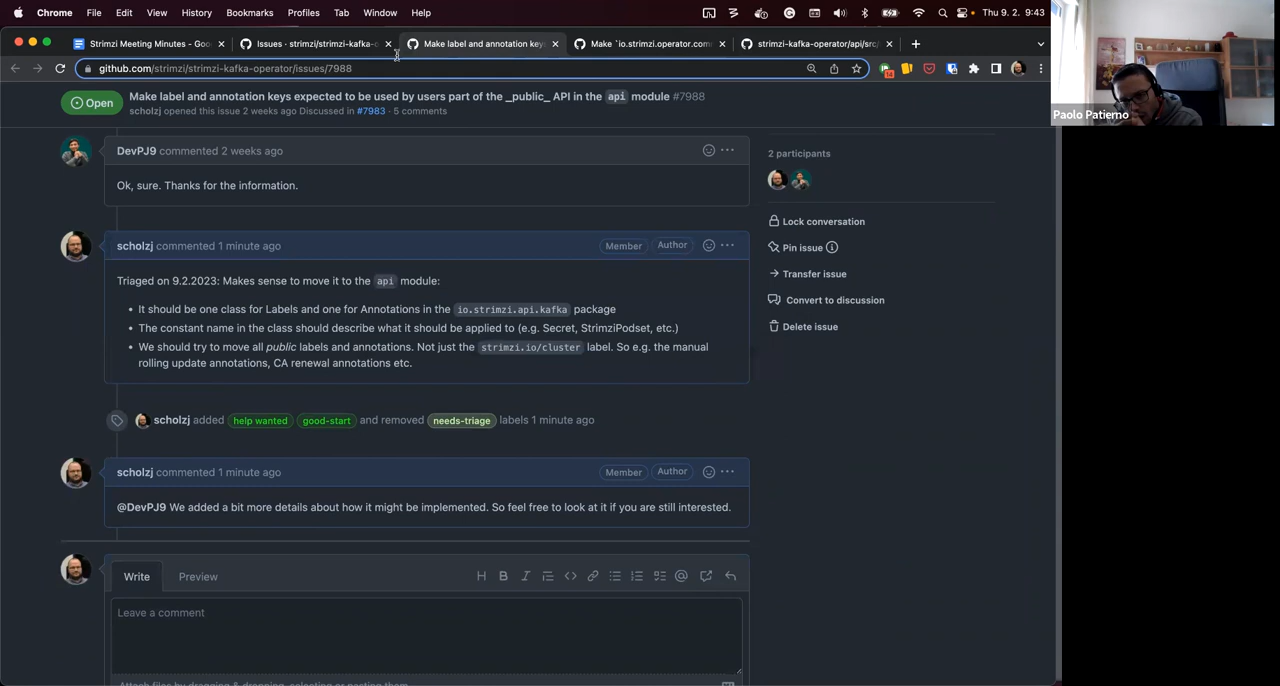 Chrome File Edit View History Bookmarks Profiles Tab Window Help Thu 9. 2. 9:43
Strimzi Meeting Minutes - Goo
Issues · strimzi/strimzi-kafka-o
Make label and annotation keys
Make `io.strimzi.operator.com
strimzi-kafka-operator/api/src/
github.com/strimzi/strimzi-kafka-operator/issues/7988
14
Open
Make label and annotation keys expected to be used by users part of the _public_ API in the api module #7988
scholzj opened this issue 2 weeks ago Discussed in #7983 · 5 comments
Paolo Patierno
DevPJ9 commented 2 weeks ago
Ok, sure. Thanks for the information.
2 participants
Lock conversation
Pin issue
Transfer issue
Convert to discussion
Delete issue
scholzj commented 1 minute ago Member Author
Triaged on 9.2.2023: Makes sense to move it to the api module:
• It should be one class for Labels and one for Annotations in the io.strimzi.api.kafka package
• The constant name in the class should describe what it should be applied to (e.g. Secret, StrimziPodset, etc.)
• We should try to move all public labels and annotations. Not just the strimzi.io/cluster label. So e.g. the manual
rolling update annotations, CA renewal annotations etc.
scholzj added help wanted good-start and removed needs-triage labels 1 minute ago
scholzj commented 1 minute ago Member Author
@DevPJ9 We added a bit more details about how it might be implemented. So feel free to look at it if you are still interested.
Write Preview
Leave a comment
Attach files by dragging & dropping, selecting or pasting them.